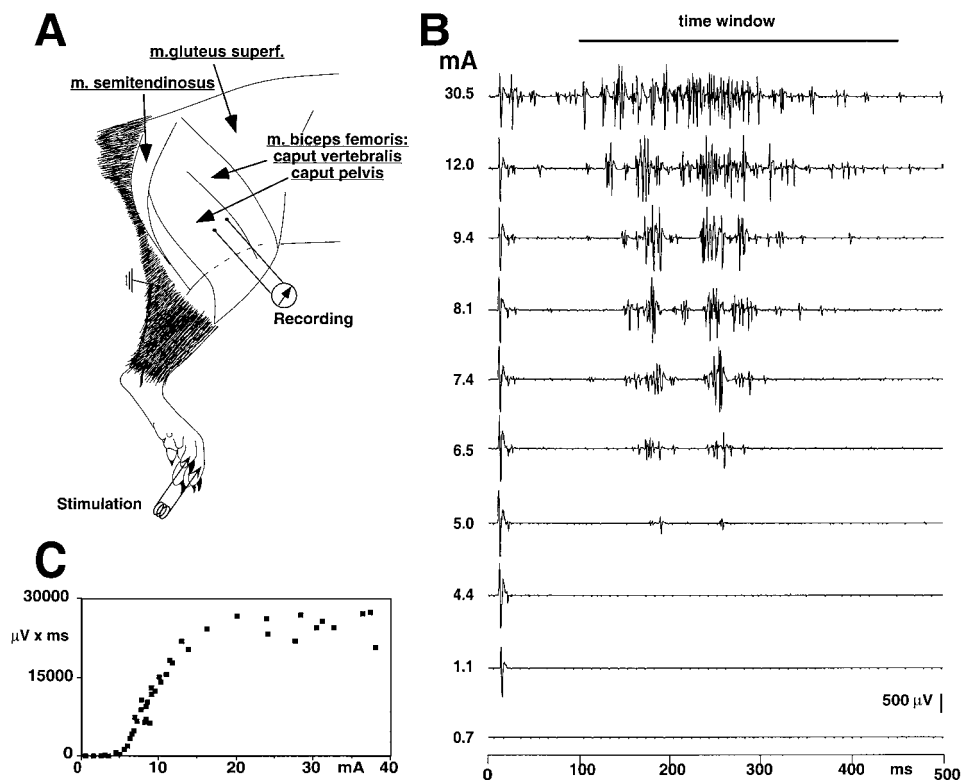 A
m.gluteus superf.
m. semitendinosus
m. biceps femoris:
caput vertebralis
caput pelvis
Recording
Stimulation
B
time window
mA
30.5
12.0
9.4
8.1
7.4
6.5
5.0
4.4
1.1
500 µV
0.7
0 100 200 300 400 ms 500
C
30000
µV x ms
15000
0
0 10 20 30 mA 40